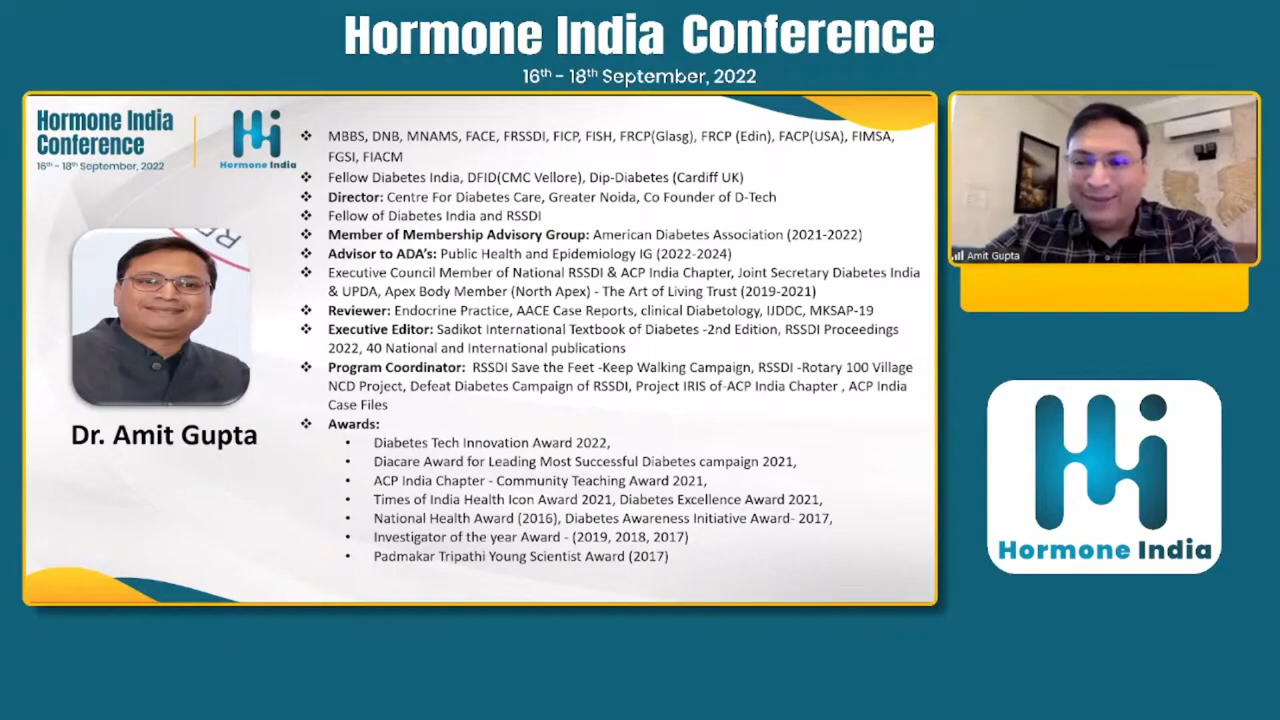 Hormone India Conference
16th - 18th September, 2022
Hormone India
Conference
16th - 18th September, 2022
Hormone India
Dr. Amit Gupta
❖ MBBS, DNB, MNAMS, FACE, FRSSDI, FICP, FISH, FRCP(Glasg), FRCP (Edin), FACP(USA), FIMSA,
FGSI, FIACM
❖ Fellow Diabetes India, DFID(CMC Vellore), Dip-Diabetes (Cardiff UK)
❖ Director: Centre For Diabetes Care, Greater Noida, Co Founder of D-Tech
❖ Fellow of Diabetes India and RSSDI
❖ Member of Membership Advisory Group: American Diabetes Association (2021-2022)
❖ Advisor to ADA's: Public Health and Epidemiology IG (2022-2024)
❖ Executive Council Member of National RSSDI & ACP India Chapter, Joint Secretary Diabetes India
& UPDA, Apex Body Member (North Apex) - The Art of Living Trust (2019-2021)
❖ Reviewer: Endocrine Practice, AACE Case Reports, clinical Diabetology, IJDDC, MKSAP-19
❖ Executive Editor: Sadikot International Textbook of Diabetes -2nd Edition, RSSDI Proceedings
2022, 40 National and International publications
❖ Program Coordinator: RSSDI Save the Feet -Keep Walking Campaign, RSSDI -Rotary 100 Village
NCD Project, Defeat Diabetes Campaign of RSSDI, Project IRIS of-ACP India Chapter , ACP India
Case Files
❖ Awards:
• Diabetes Tech Innovation Award 2022,
• Diacare Award for Leading Most Successful Diabetes campaign 2021,
• ACP India Chapter - Community Teaching Award 2021,
• Times of India Health Icon Award 2021, Diabetes Excellence Award 2021,
• National Health Award (2016), Diabetes Awareness Initiative Award- 2017,
• Investigator of the year Award - (2019, 2018, 2017)
• Padmakar Tripathi Young Scientist Award (2017)
Amit Gupta
Hormone India